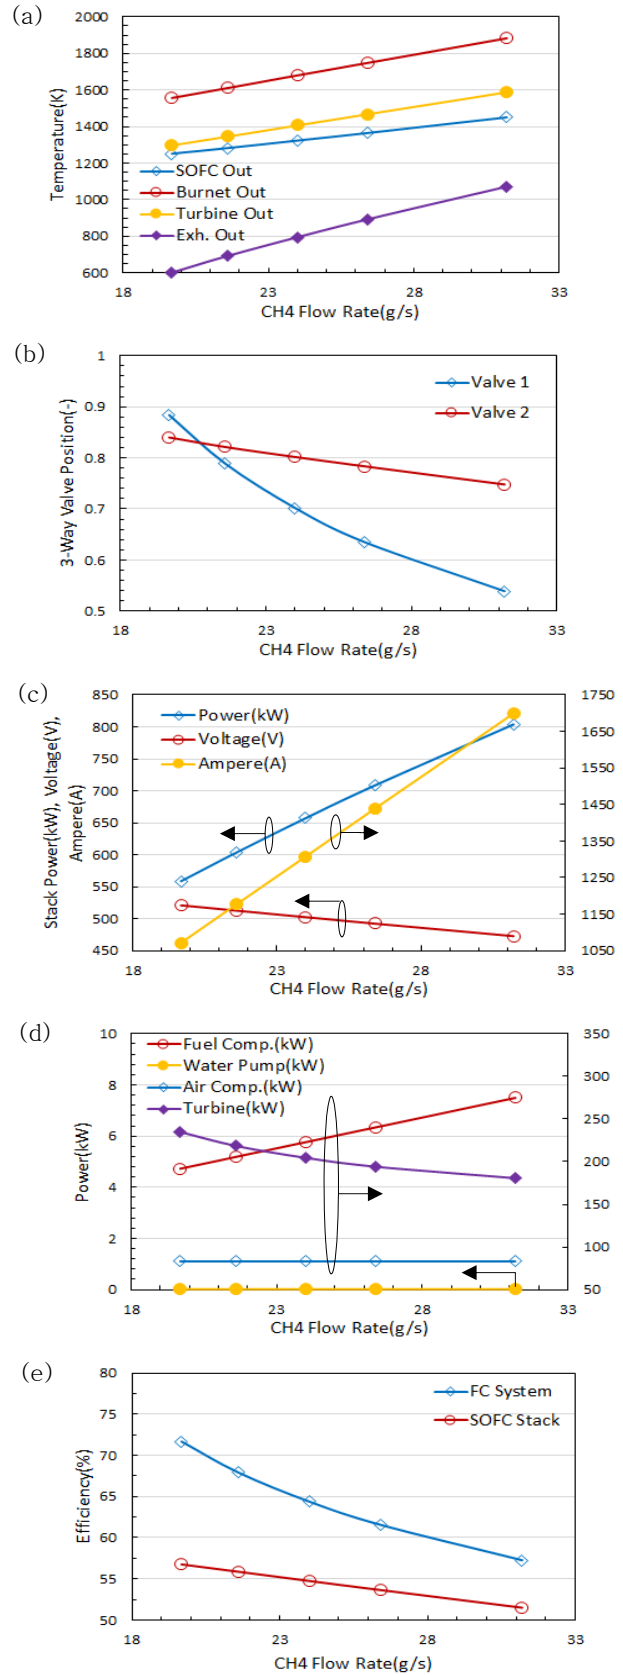 (a)
2000
1800
1600
1400
1200
1000
800
600
Temperature(K)
SOFC Out
Burnet Out
Turbine Out
Exh. Out
18 23 28 33
CH4 Flow Rate(g/s)
(b)
1
0.9
0.8
0.7
0.6
0.5
3-Way Valve Position(-)
Valve 1
Valve 2
18 23 28 33
CH4 Flow Rate(g/s)
(c)
850
800
750
700
650
600
550
500
450
Stack Power(kW), Voltage(V),
Ampere(A)
Power(kW)
Voltage(V)
Ampere(A)
1750
1650
1550
1450
1350
1250
1150
1050
18 23 28 33
CH4 Flow Rate(g/s)
(d)
10
8
6
4
2
0
Power(kW)
Fuel Comp.(kW)
Water Pump(kW)
Air Comp.(kW)
Turbine(kW)
350
300
250
200
150
100
50
18 23 28 33
CH4 Flow Rate(g/s)
(e)
80
75
70
65
60
55
50
Efficiency(%)
FC System
SOFC Stack
18 23 28 33
CH4 Flow Rate(g/s)